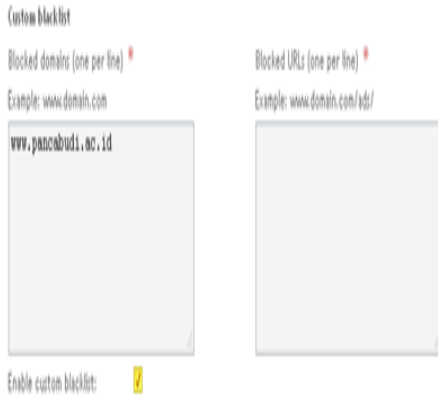 Custom blacklist
Blocked domains (one per line) *
Example: www.domain.com
www.pancabudi.ac.id
Blocked URLs (one per line) *
Example: www.domain.com/ads/
Enable custom blacklist: